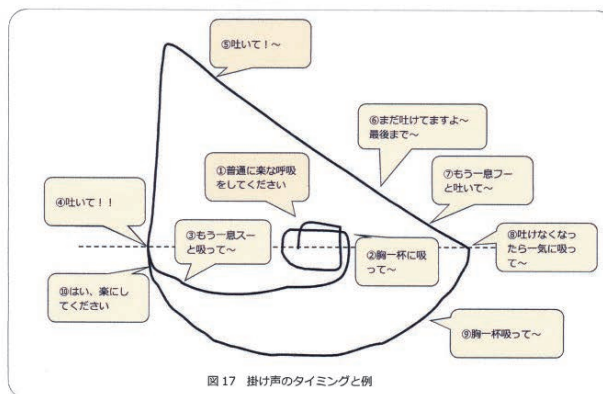 ⑤吐いて！～
⑥まだ吐けてますよ～
最後まで～
①普通に楽な呼吸
をしてください
⑦もう一息フー
と吐いて～
④吐いて！！
③もう一息スー
と吸って～
②胸一杯に吸
って～
⑧吐けなくなっ
たら一気に吸っ
て～
⑩はい、楽にし
てください
⑨胸一杯吸って～
図17 掛け声のタイミングと例